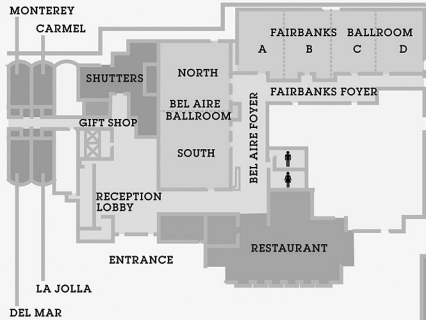 MONTEREY
CARMEL
FAIRBANKS BALLROOM
A B C D
SHUTTERS
NORTH
FAIRBANKS FOYER
BEL AIRE
BALLROOM
GIFT SHOP
BEL AIRE FOYER
SOUTH
RECEPTION
LOBBY
RESTAURANT
ENTRANCE
LA JOLLA
DEL MAR